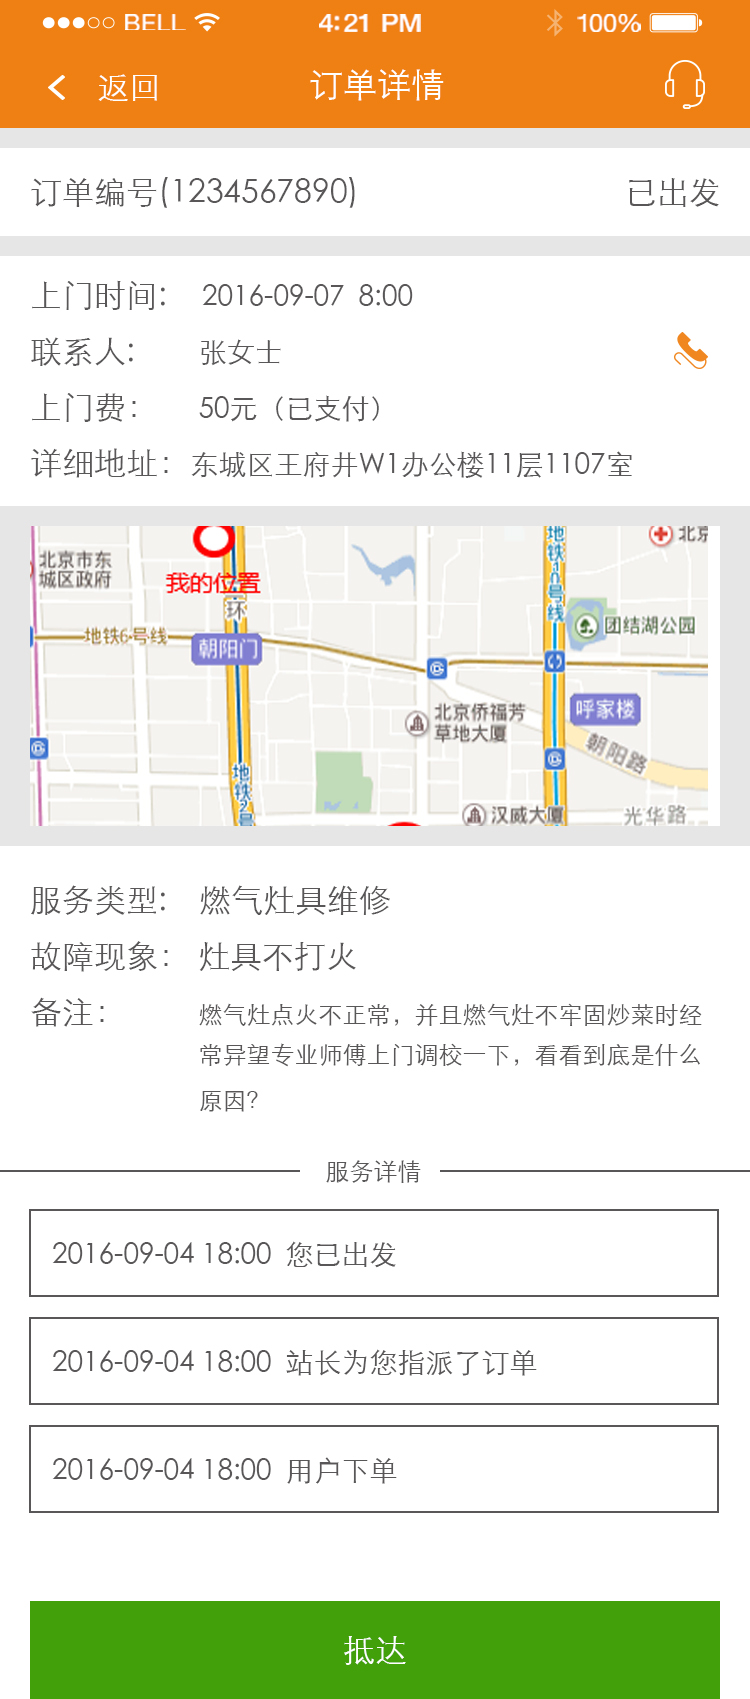 BELL 4:21 PM 100%
返回 订单详情
订单编号(1234567890) 已出发
上门时间: 2016-09-07 8:00
联系人: 张女士
上门费: 50元（已支付）
详细地址: 东城区王府井W1办公楼11层1107室
北京市东
城区政府
我的位置
环
地铁6号线
朝阳门
地铁2号
地铁10号线
北京
团结湖公园
呼家楼
北京侨福芳
草地大厦
朝阳路
汉威大厦
光华路
服务类型: 燃气灶具维修
故障现象: 灶具不打火
备注: 燃气灶点火不正常，并且燃气灶不牢固炒菜时经
常异望专业师傅上门调校一下，看看到底是什么
原因?
服务详情
2016-09-04 18:00 您已出发
2016-09-04 18:00 站长为您指派了订单
2016-09-04 18:00 用户下单
抵达